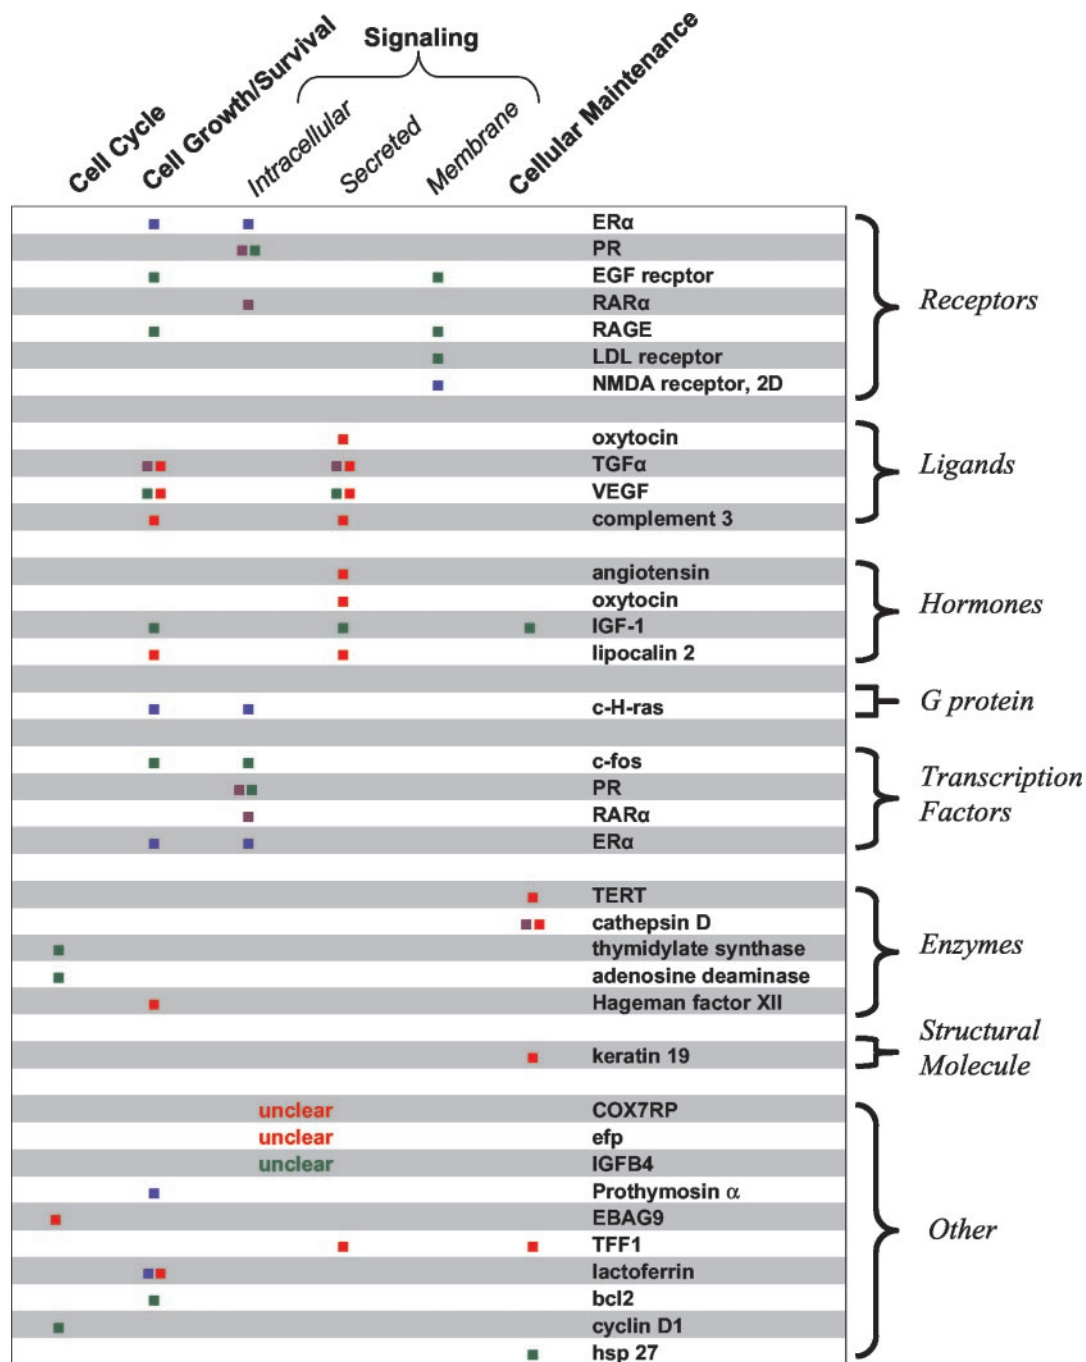 Signaling
Cell Cycle
Cell Growth/Survival
Intracellular
Secreted
Membrane
Cellular Maintenance
ERα
PR
EGF recptor
RARα
RAGE
LDL receptor
NMDA receptor, 2D
Receptors
oxytocin
TGFα
VEGF
complement 3
Ligands
angiotensin
oxytocin
IGF-1
lipocalin 2
Hormones
c-H-ras
G protein
c-fos
PR
RARα
ERα
Transcription
Factors
TERT
cathepsin D
thymidylate synthase
adenosine deaminase
Hageman factor XII
Enzymes
keratin 19
Structural
Molecule
unclear COX7RP
unclear efp
unclear IGFB4
Prothymosin α
EBAG9
TFF1
lactoferrin
bcl2
cyclin D1
hsp 27
Other